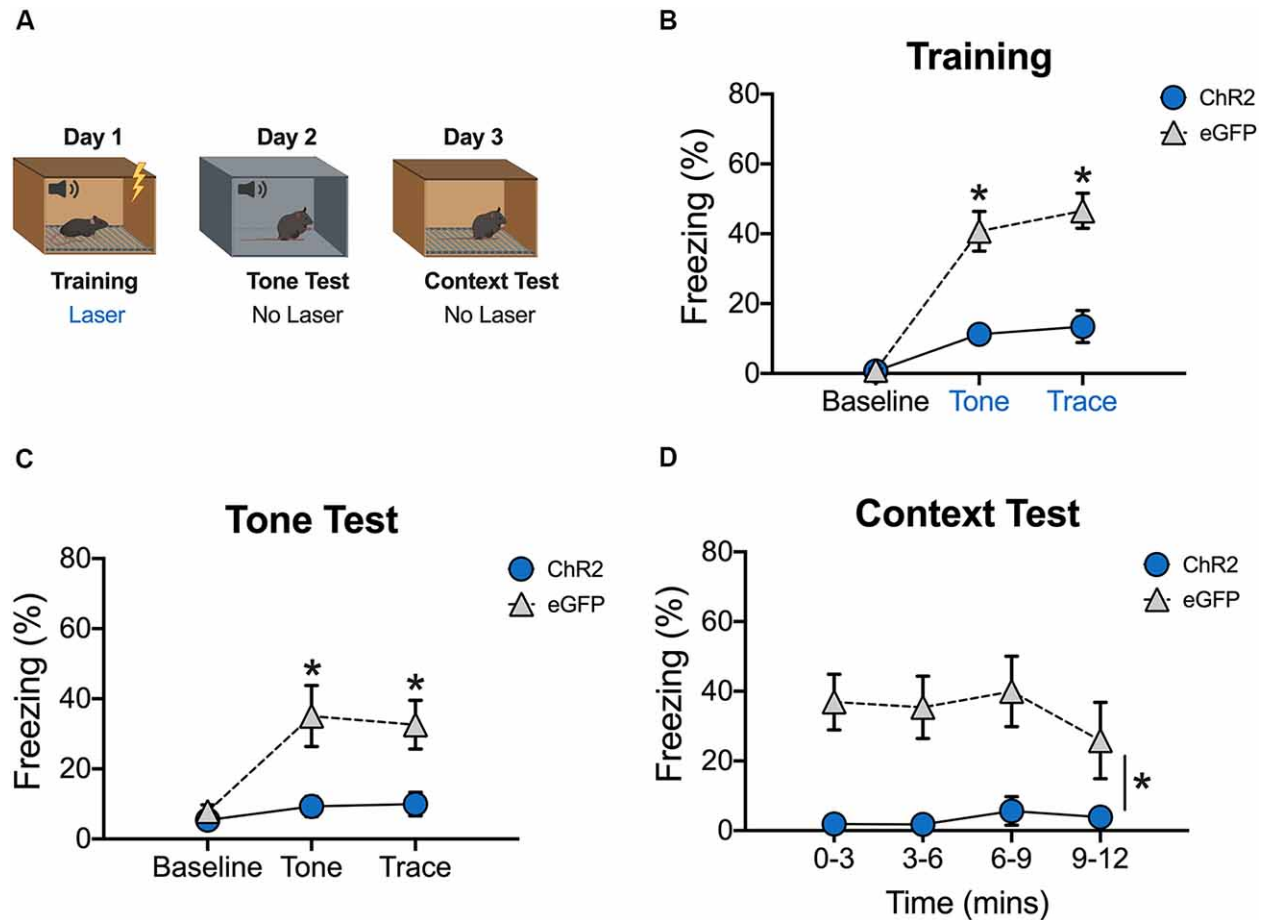 A
Day 1
Day 2
Day 3
Training
Tone Test
Context Test
Laser
No Laser
No Laser
B
Training
ChR2
eGFP
Freezing (%)
80
60
40
20
0
*
*
Baseline
Tone
Trace
C
Tone Test
ChR2
eGFP
Freezing (%)
80
60
40
20
0
*
*
Baseline
Tone
Trace
D
Context Test
ChR2
eGFP
Freezing (%)
80
60
40
20
0
*
0-3
3-6
6-9
9-12
Time (mins)